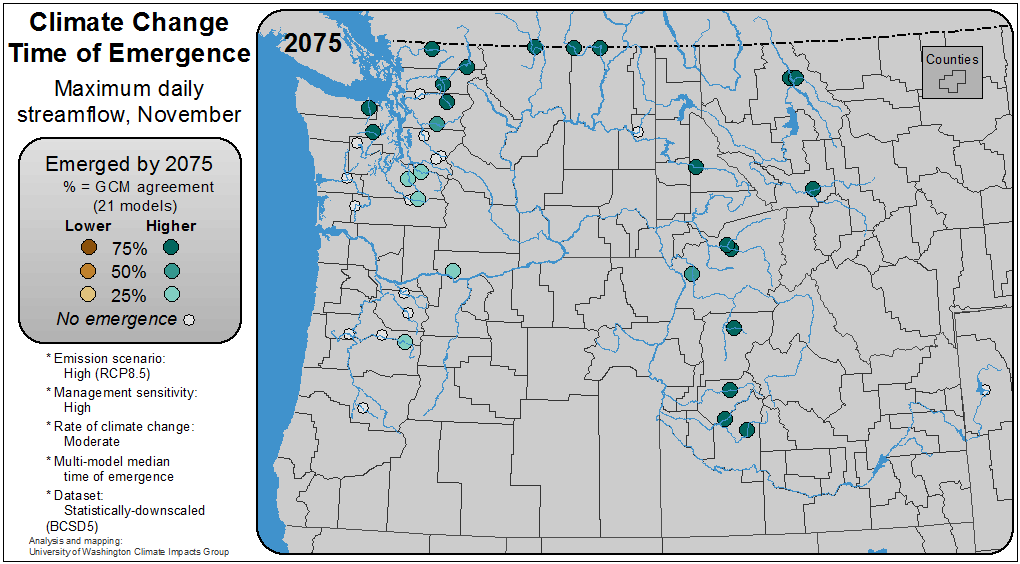 Climate Change
Time of Emergence
Maximum daily
streamflow, November
Emerged by 2075
% = GCM agreement
(21 models)
Lower Higher
75%
50%
25%
No emergence
* Emission scenario:
High (RCP8.5)
* Management sensitivity:
High
* Rate of climate change:
Moderate
* Multi-model median
time of emergence
* Dataset:
Statistically-downscaled
(BCSD5)
Analysis and mapping:
University of Washington Climate Impacts Group
2075
Counties